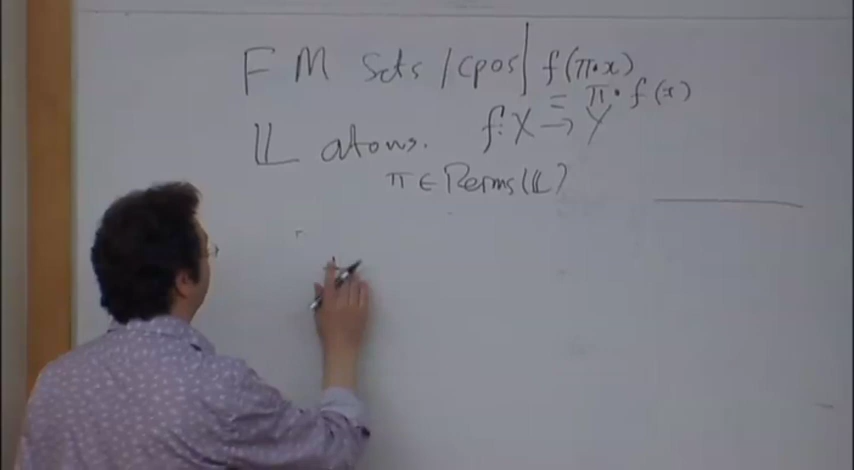 FM Sets / cpos | f(π·x)
= π·f(x)
𝕃 atoms. f: X → Y
π ∈ Perms(𝕃)